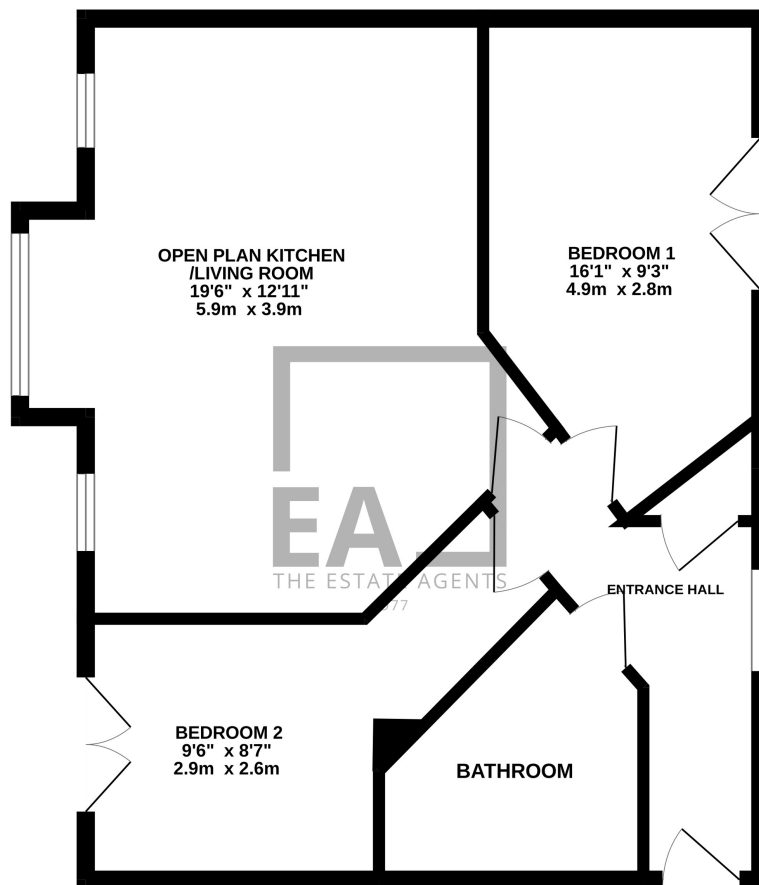 OPEN PLAN KITCHEN
/LIVING ROOM
19'6" x 12'11"
5.9m x 3.9m
BEDROOM 1
16'1" x 9'3"
4.9m x 2.8m
EA
THE ESTATE AGENTS
ENTRANCE HALL
BEDROOM 2
9'6" x 8'7"
2.9m x 2.6m
BATHROOM